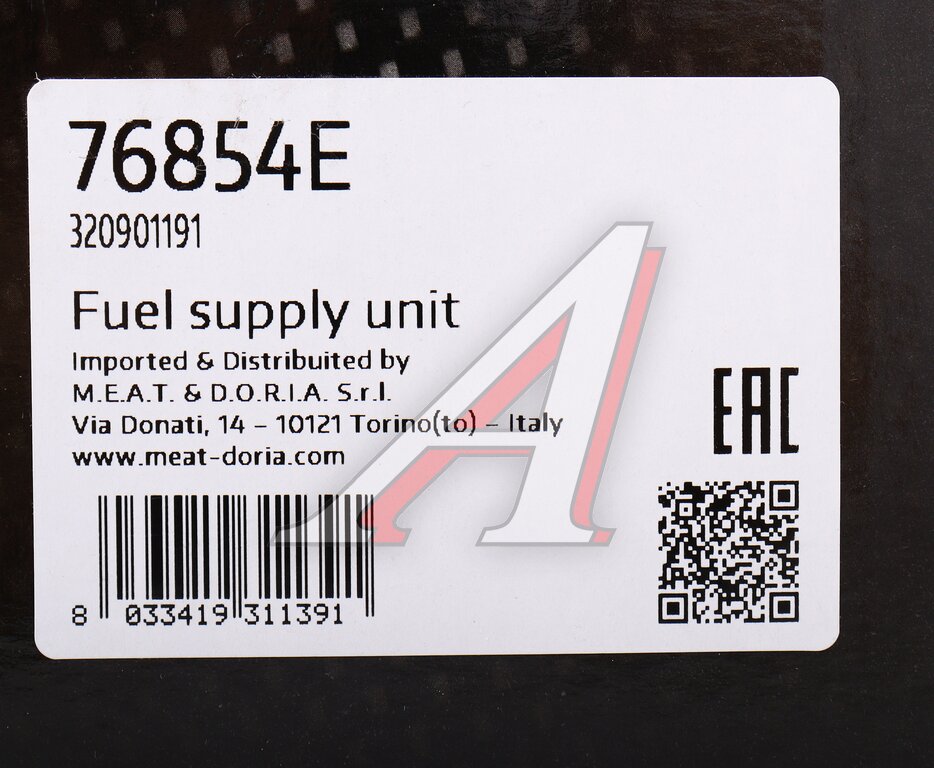 76854E
320901191
Fuel supply unit
Imported & Distribuited by
M.E.A.T. & D.O.R.I.A. S.r.l.
Via Donati, 14 – 10121 Torino(to) – Italy
www.meat-doria.com
EAC
8 033419 311391
A